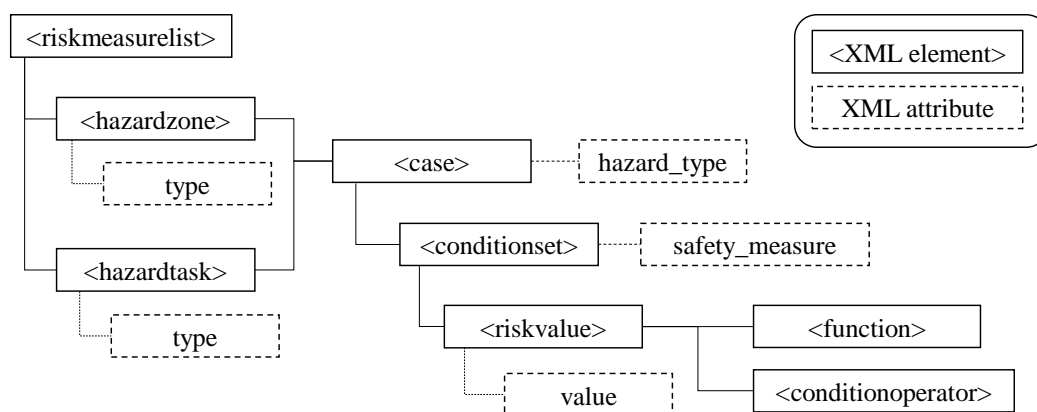 <riskmeasurelist>
<XML element>
XML attribute
<hazardzone>
type
<case>
hazard_type
<conditionset>
safety_measure
<hazardtask>
type
<riskvalue>
<function>
value
<conditionoperator>